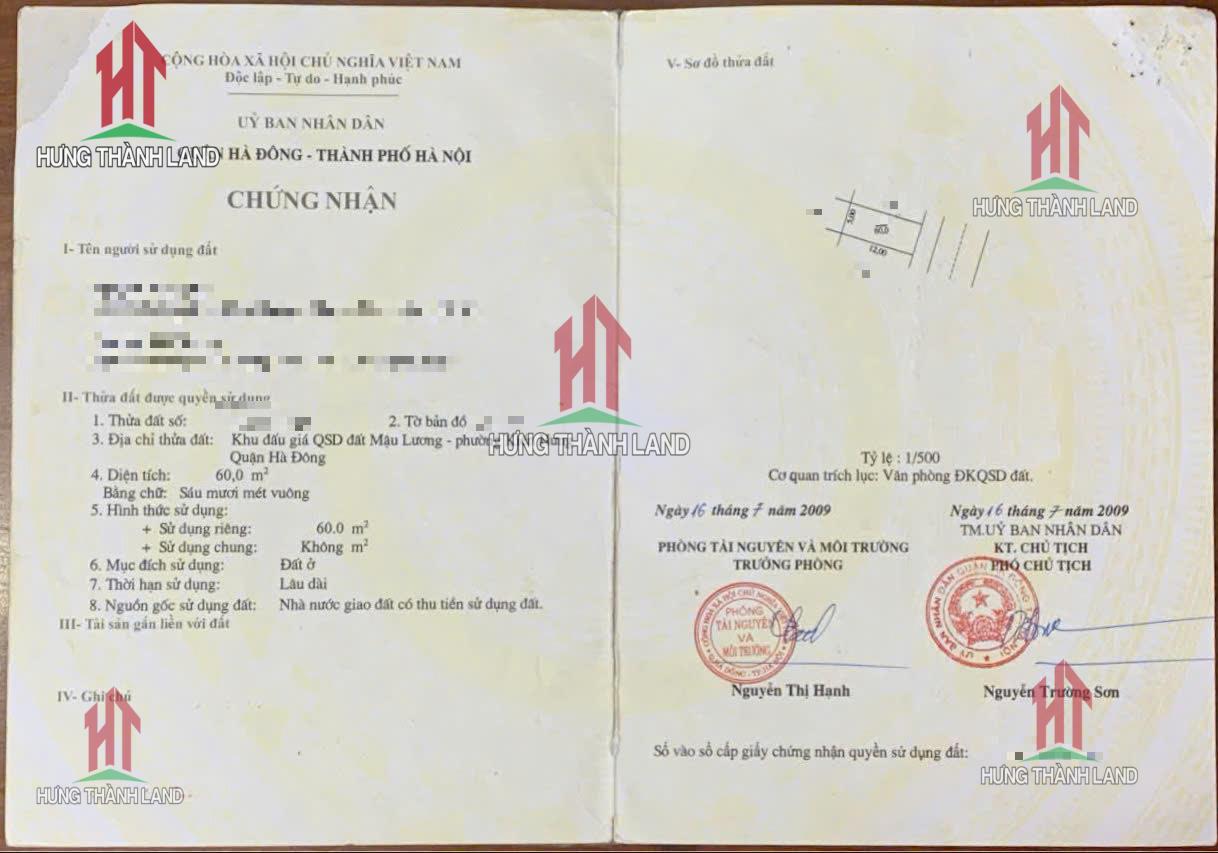 CỘNG HÒA XÃ HỘI CHỦ NGHĨA VIỆT NAM
Độc lập - Tự do - Hạnh phúc
UỶ BAN NHÂN DÂN
HÀ ĐÔNG - THÀNH PHỐ HÀ NỘI
CHỨNG NHẬN
I- Tên người sử dụng đất
II- Thửa đất được quyền sử dụng
1. Thửa đất số: 2. Tờ bản đồ
3. Địa chỉ thửa đất: Khu đấu giá QSD đất Mậu Lương -
Quận Hà Đông
4. Diện tích: 60,0 m²
Bằng chữ: Sáu mươi mét vuông
5. Hình thức sử dụng:
+ Sử dụng riêng: 60.0 m²
+ Sử dụng chung: Không m²
6. Mục đích sử dụng: Đất ở
7. Thời hạn sử dụng: Lâu dài
8. Nguồn gốc sử dụng đất: Nhà nước giao đất có thu tiền sử dụng đất.
III- Tài sản gắn liền với đất
IV- Ghi chú
V- Sơ đồ thửa đất
5.00
60.0
12.00
Tỷ lệ : 1/500
Cơ quan trích lục: Văn phòng ĐKQSD đất.
Ngày 16 tháng 7 năm 2009
PHÒNG TÀI NGUYÊN VÀ MÔI TRƯỜNG
TRƯỞNG PHÒNG
PHÒNG
TÀI NGUYÊN
VÀ
MÔI TRƯỜNG
Nguyễn Thị Hạnh
Ngày 16 tháng 7 năm 2009
TM.UỶ BAN NHÂN DÂN
KT. CHỦ TỊCH
PHÓ CHỦ TỊCH
Nguyễn Trường Sơn
Số vào sổ cấp giấy chứng nhận quyền sử dụng đất:
HƯNG THÀNH LAND
HƯNG THÀNH LAND
HƯNG THÀNH LAND
HƯNG THÀNH LAND
HƯNG THÀNH LAND